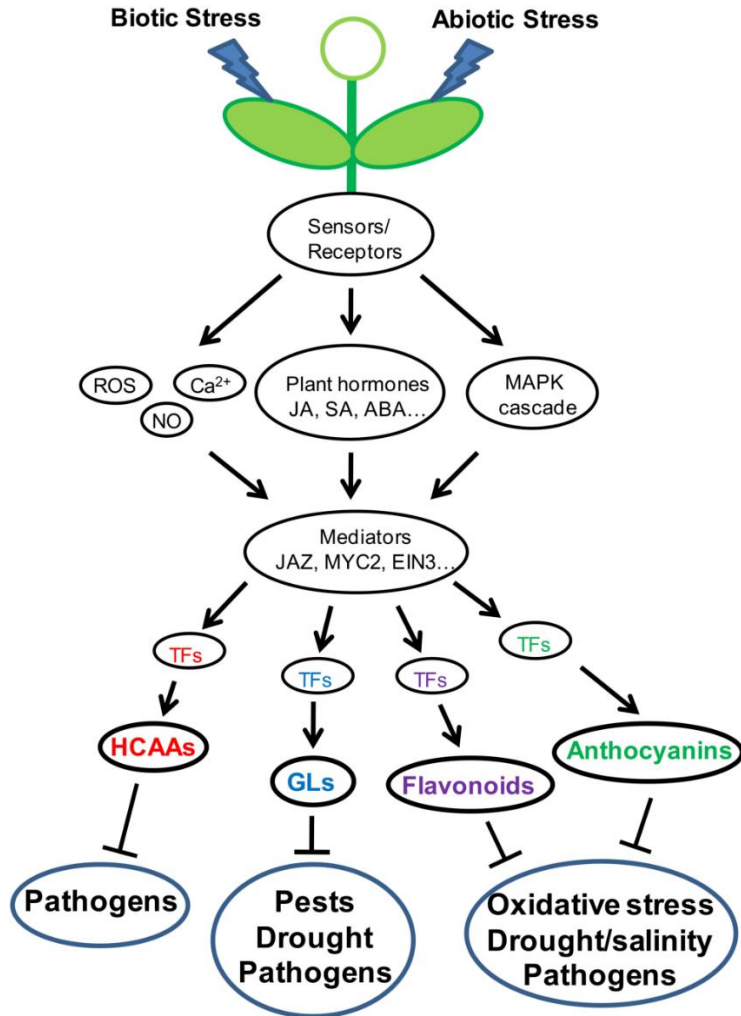 Biotic Stress
Abiotic Stress
Sensors/
Receptors
ROS
Ca²⁺
NO
Plant hormones
JA, SA, ABA…
MAPK
cascade
Mediators
JAZ, MYC2, EIN3…
TFs
TFs
TFs
TFs
HCAAs
GLs
Flavonoids
Anthocyanins
Pathogens
Pests
Drought
Pathogens
Oxidative stress
Drought/salinity
Pathogens